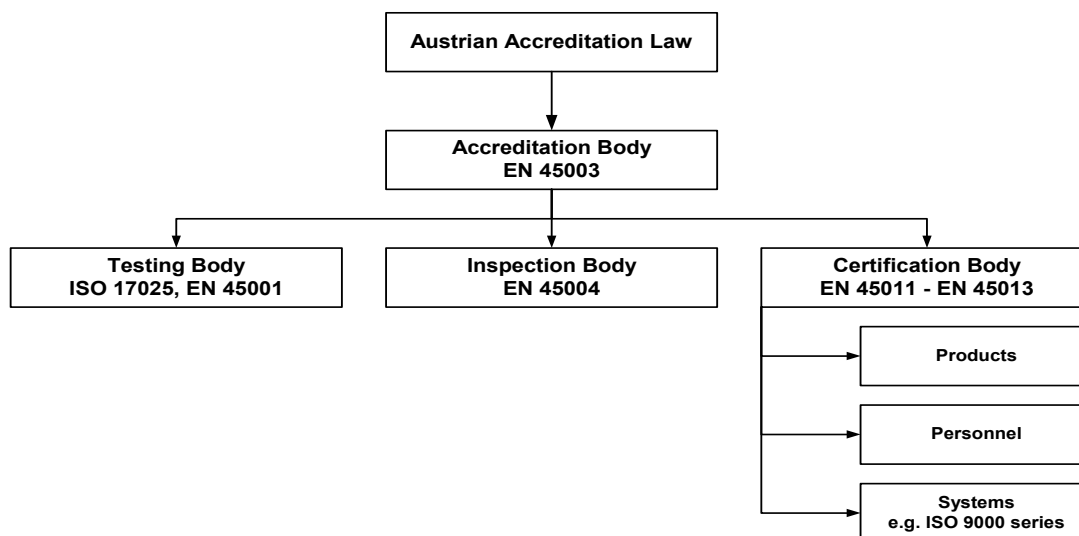 Austrian Accreditation Law
Accreditation Body
EN 45003
Testing Body
ISO 17025, EN 45001
Inspection Body
EN 45004
Certification Body
EN 45011 - EN 45013
Products
Personnel
Systems
e.g. ISO 9000 series